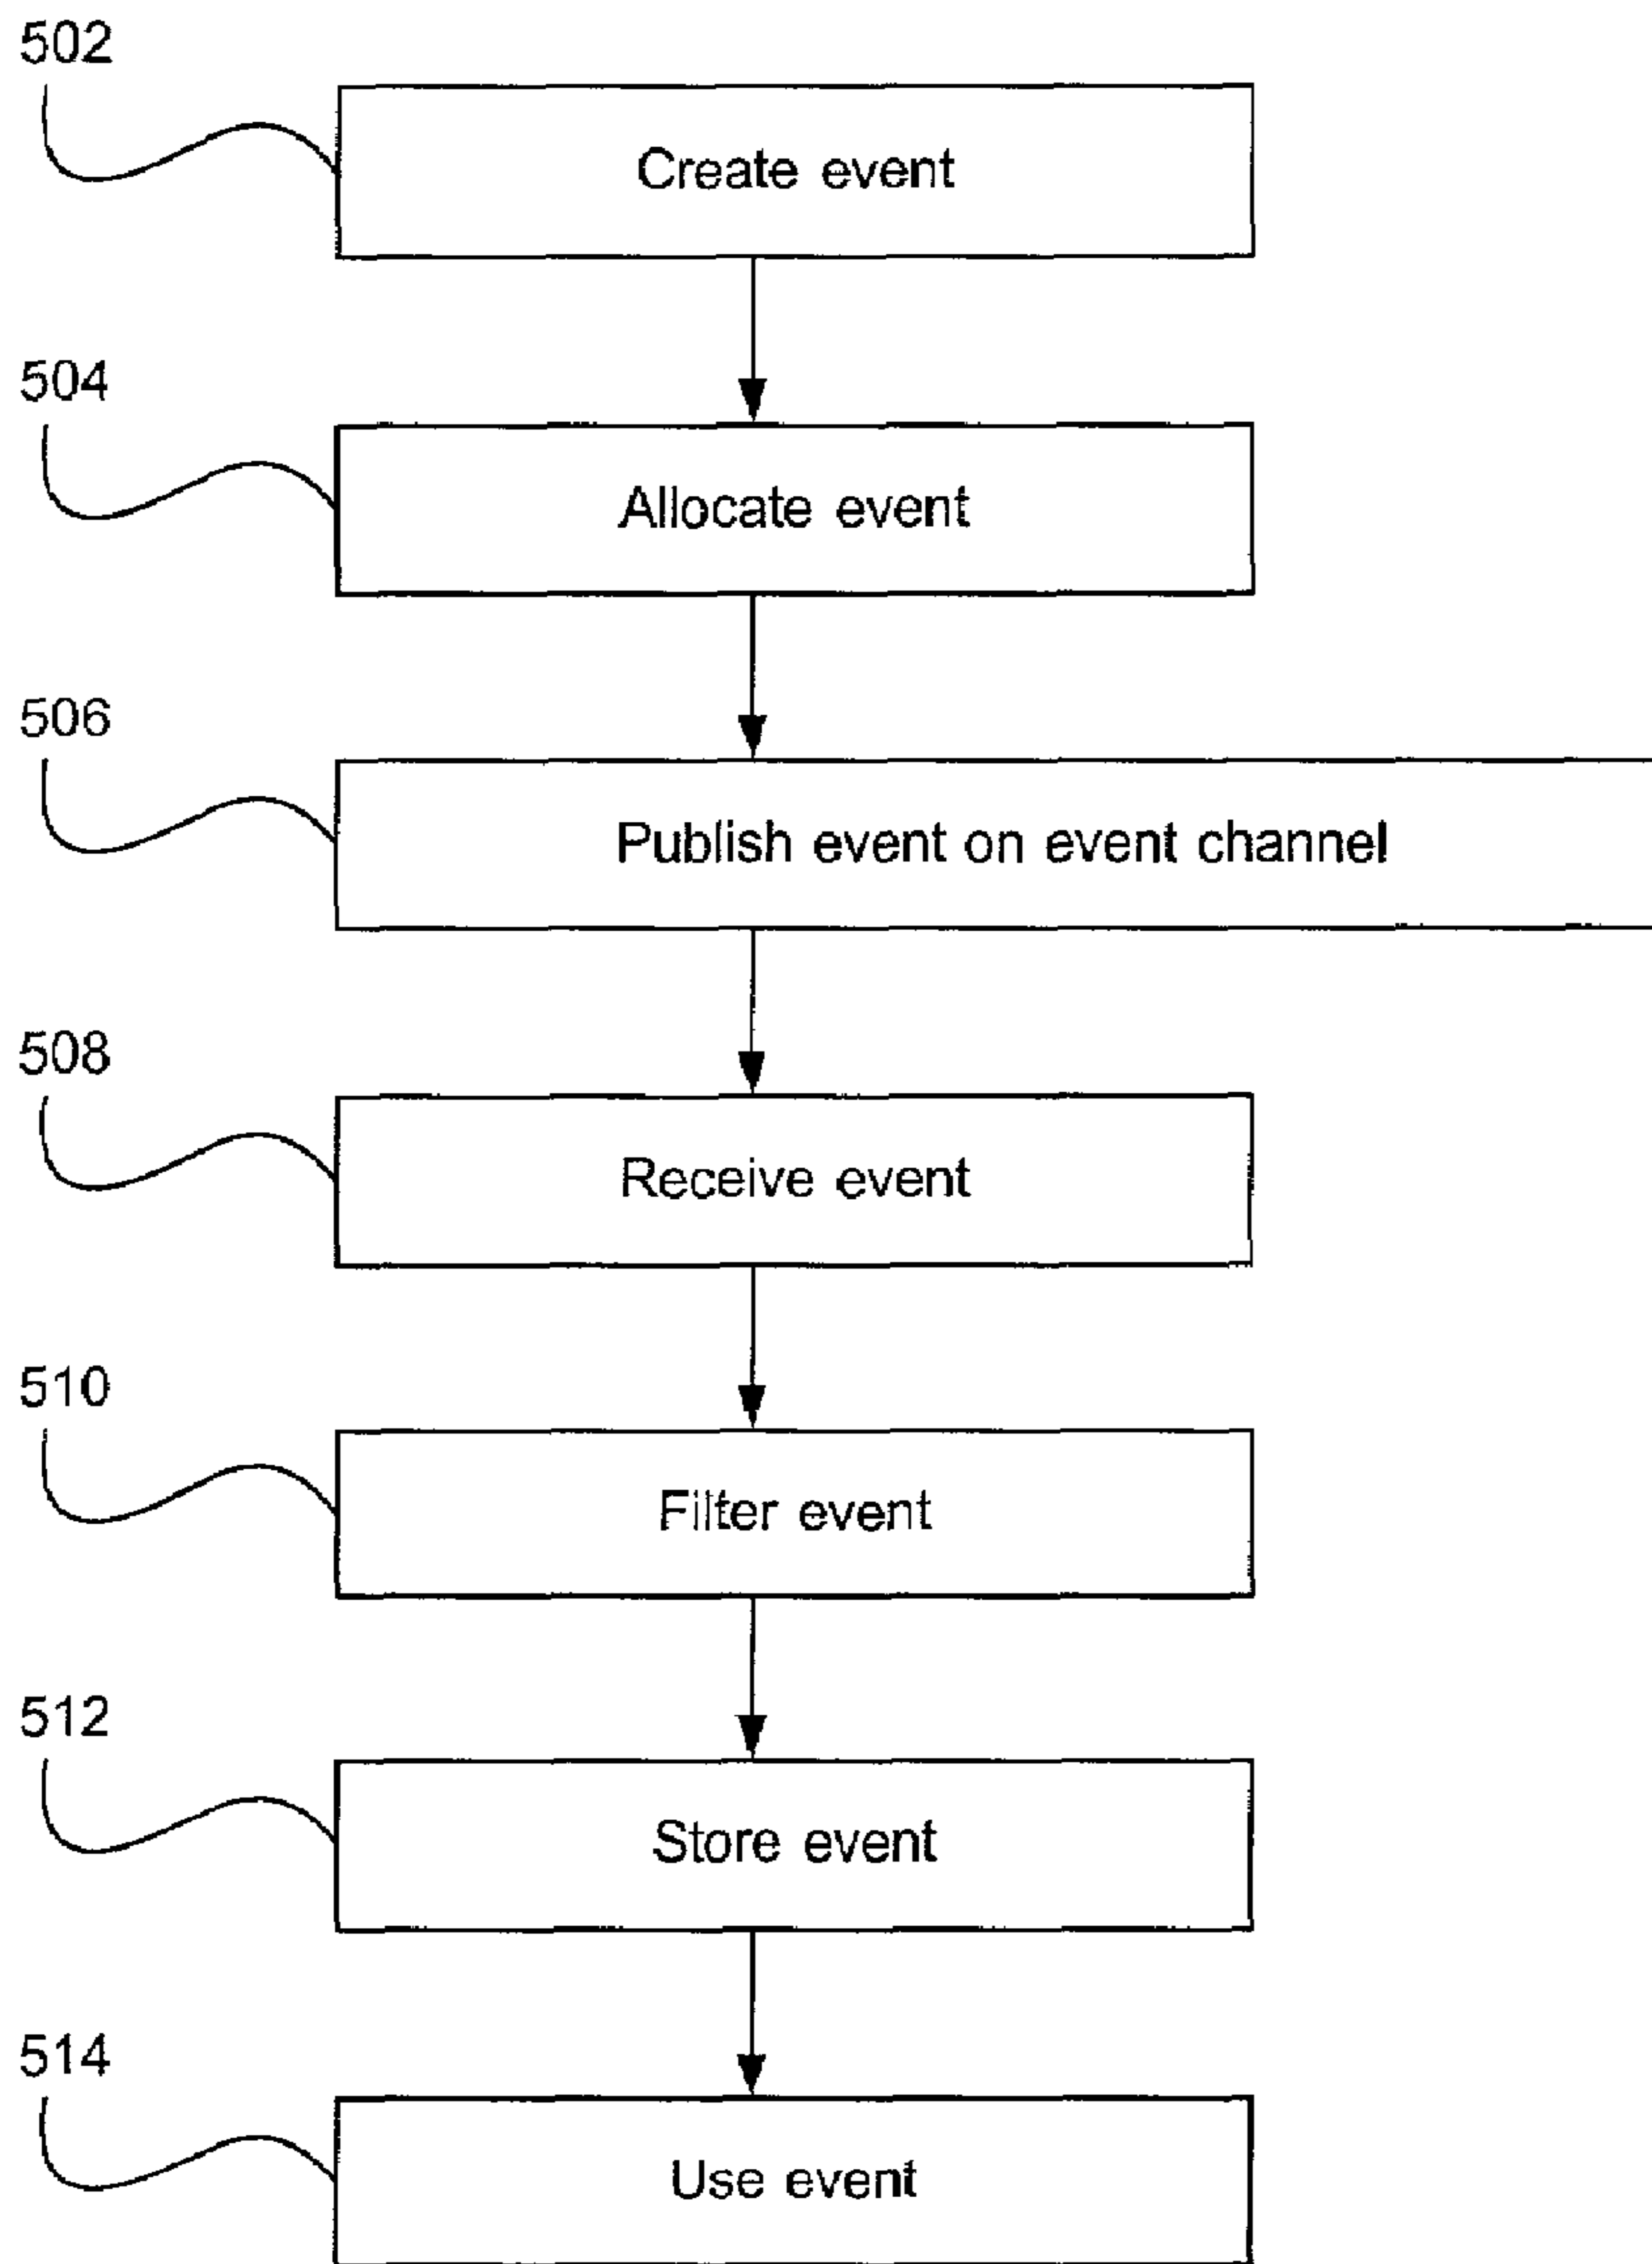 502
Create event
504
Allocate event
506
Publish event on event channel
508
Receive event
510
Filter event
512
Store event
514
Use event